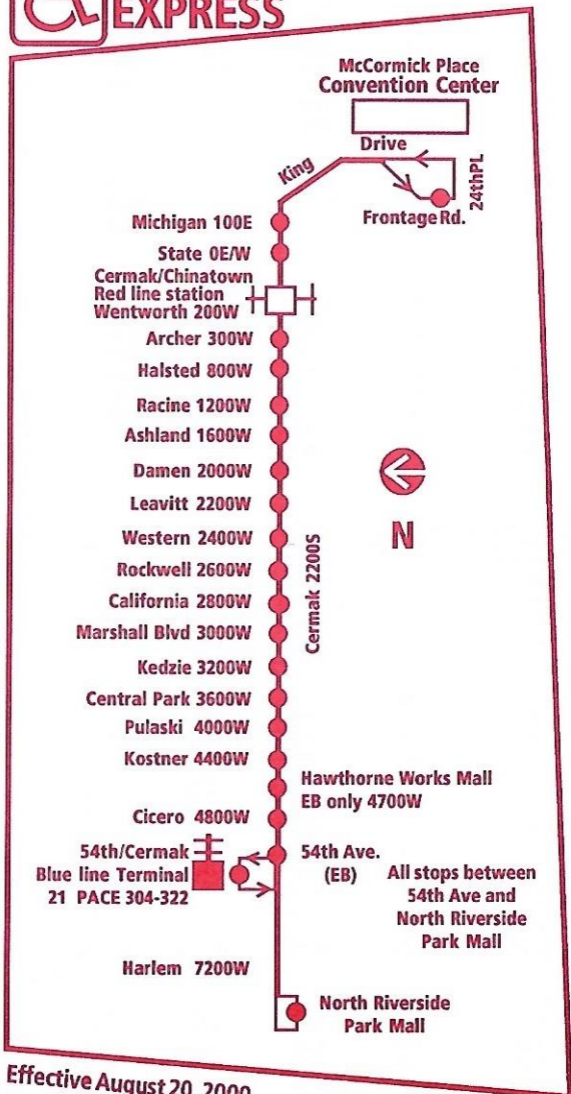 EXPRESS
McCormick Place
Convention Center
Drive
King
24thPL
Frontage Rd.
Michigan 100E
State 0E/W
Cermak/Chinatown
Red line station
Wentworth 200W
Archer 300W
Halsted 800W
Racine 1200W
Ashland 1600W
Damen 2000W
Leavitt 2200W
N
Western 2400W
Cermak 2200S
Rockwell 2600W
California 2800W
Marshall Blvd 3000W
Kedzie 3200W
Central Park 3600W
Pulaski 4000W
Kostner 4400W
Hawthorne Works Mall
EB only 4700W
Cicero 4800W
54th/Cermak
Blue line Terminal
21 PACE 304-322
54th Ave.
(EB)
All stops between
54th Ave and
North Riverside
Park Mall
Harlem 7200W
North Riverside
Park Mall
Effective August 20, 2000